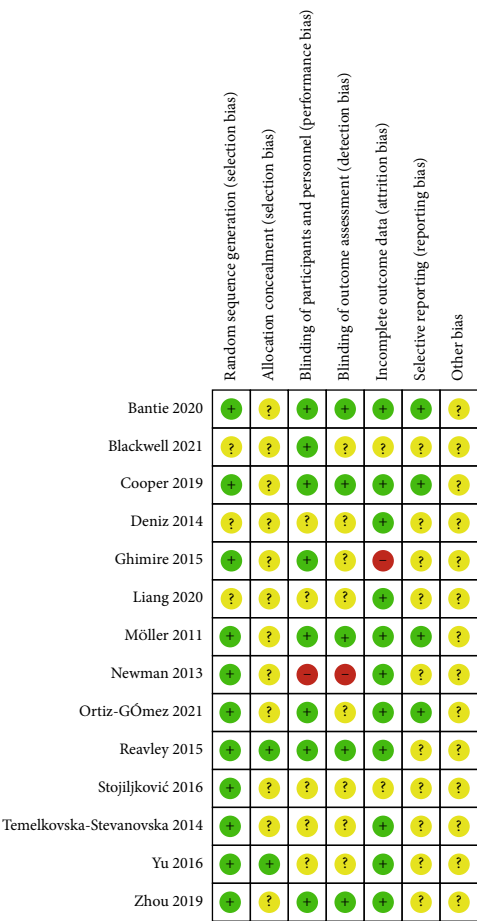 Random sequence generation (selection bias)
Allocation concealment (selection bias)
Blinding of participants and personnel (performance bias)
Blinding of outcome assessment (detection bias)
Incomplete outcome data (attrition bias)
Selective reporting (reporting bias)
Other bias
Bantie 2020 + ? + + + + ?
Blackwell 2021 ? ? + ? ? ? ?
Cooper 2019 + ? + + + + ?
Deniz 2014 ? ? ? ? + ? ?
Ghimire 2015 + ? + ? – ? ?
Liang 2020 ? ? ? ? + ? ?
Möller 2011 + ? + + + + ?
Newman 2013 + ? – – + ? ?
Ortiz-GÓmez 2021 + ? + ? + + ?
Reavley 2015 + + + + + ? ?
Stojiljković 2016 + ? ? ? ? ? ?
Temelkovska-Stevanovska 2014 + ? ? ? + ? ?
Yu 2016 + + ? ? + ? ?
Zhou 2019 + ? + + + ? ?